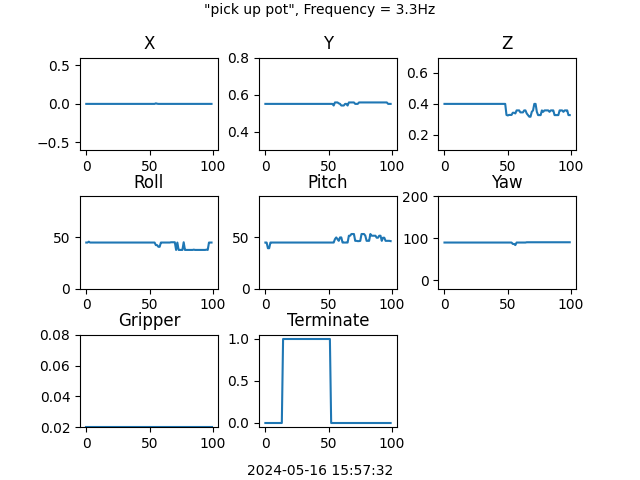 "pick up pot", Frequency = 3.3Hz
X Y Z
0.5 0.0 −0.5 0 50 100
0.8 0.6 0.4 0 50 100
0.6 0.4 0.2 0 50 100
Roll Pitch Yaw
50 0 0 50 100
50 0 0 50 100
200 100 0 0 50 100
Gripper Terminate
0.08 0.06 0.04 0.02 0 50 100
1.0 0.5 0.0 0 50 100
2024-05-16 15:57:32